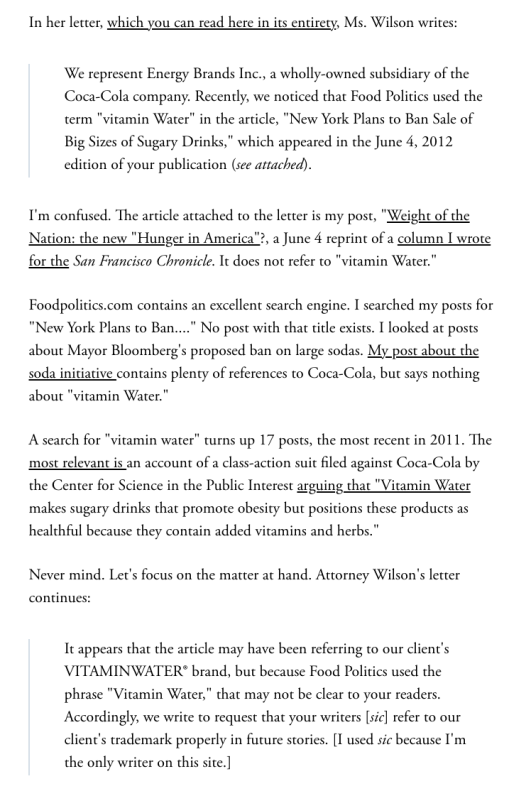 In her letter, which you can read here in its entirety, Ms. Wilson writes:
We represent Energy Brands Inc., a wholly-owned subsidiary of the
Coca-Cola company. Recently, we noticed that Food Politics used the
term "vitamin Water" in the article, "New York Plans to Ban Sale of
Big Sizes of Sugary Drinks," which appeared in the June 4, 2012
edition of your publication (see attached).
I'm confused. The article attached to the letter is my post, "Weight of the
Nation: the new "Hunger in America"?, a June 4 reprint of a column I wrote
for the San Francisco Chronicle. It does not refer to "vitamin Water."
Foodpolitics.com contains an excellent search engine. I searched my posts for
"New York Plans to Ban...." No post with that title exists. I looked at posts
about Mayor Bloomberg's proposed ban on large sodas. My post about the
soda initiative contains plenty of references to Coca-Cola, but says nothing
about "vitamin Water."
A search for "vitamin water" turns up 17 posts, the most recent in 2011. The
most relevant is an account of a class-action suit filed against Coca-Cola by
the Center for Science in the Public Interest arguing that "Vitamin Water
makes sugary drinks that promote obesity but positions these products as
healthful because they contain added vitamins and herbs."
Never mind. Let's focus on the matter at hand. Attorney Wilson's letter
continues:
It appears that the article may have been referring to our client's
VITAMINWATER® brand, but because Food Politics used the
phrase "Vitamin Water," that may not be clear to your readers.
Accordingly, we write to request that your writers [sic] refer to our
client's trademark properly in future stories. [I used sic because I'm
the only writer on this site.]